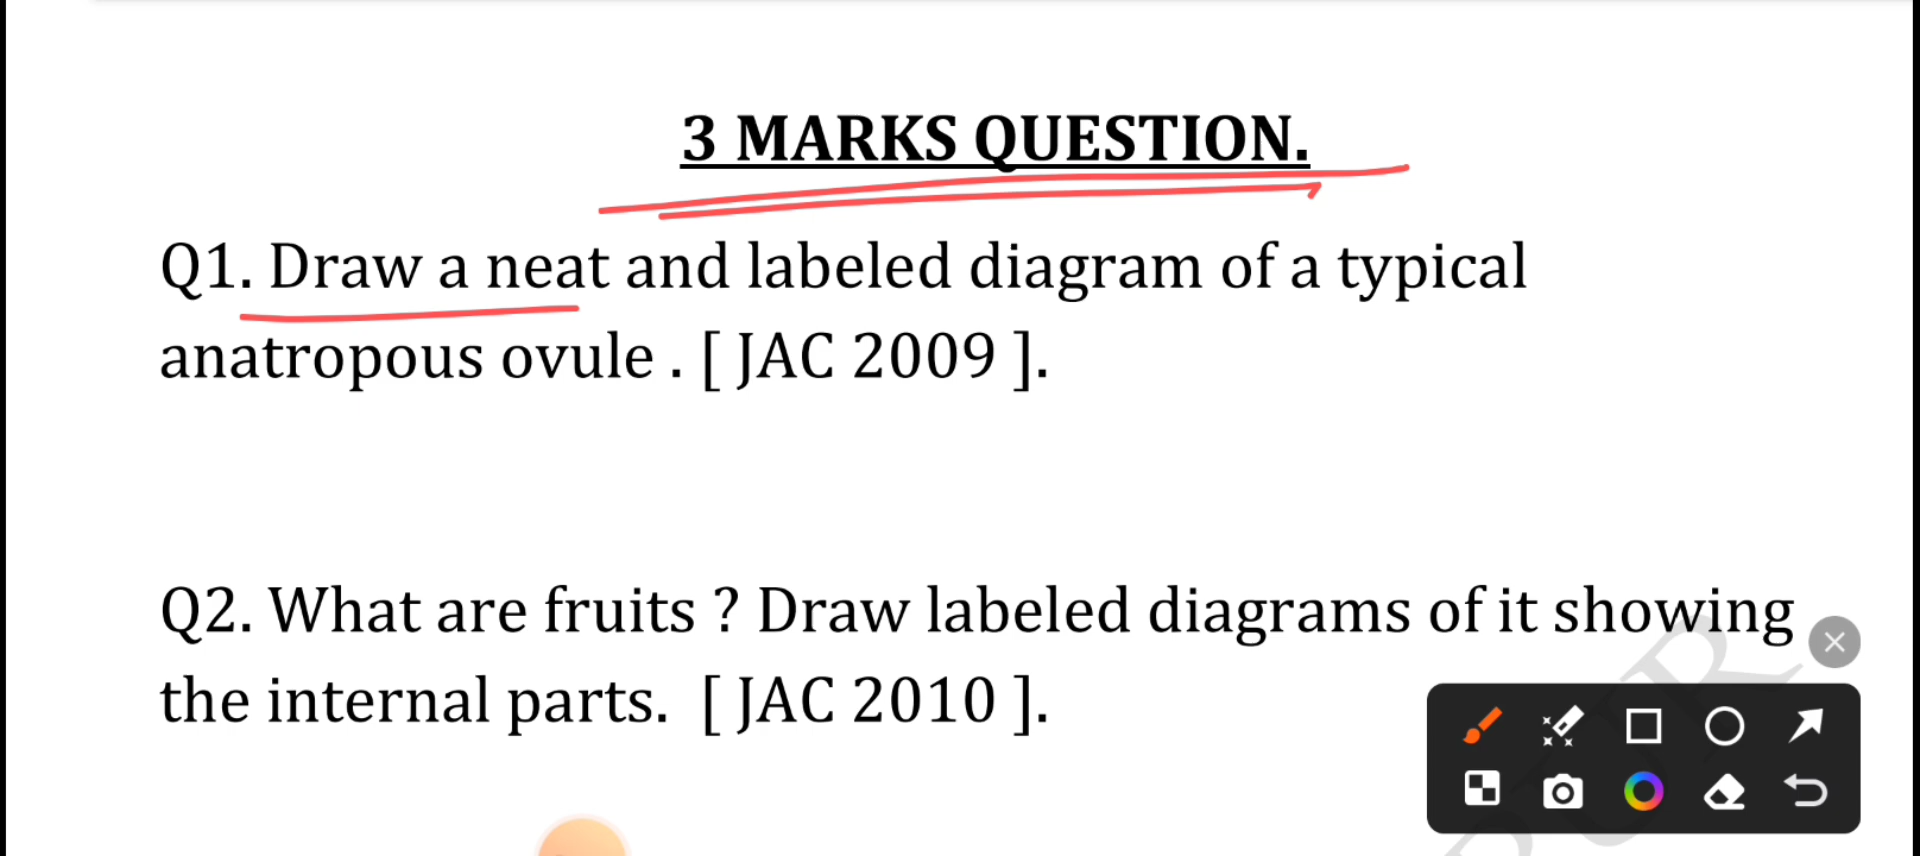 3 MARKS QUESTION.
Q1. Draw a neat and labeled diagram of a typical
anatropous ovule . [ JAC 2009 ].
Q2. What are fruits ? Draw labeled diagrams of it showing
the internal parts. [ JAC 2010 ].